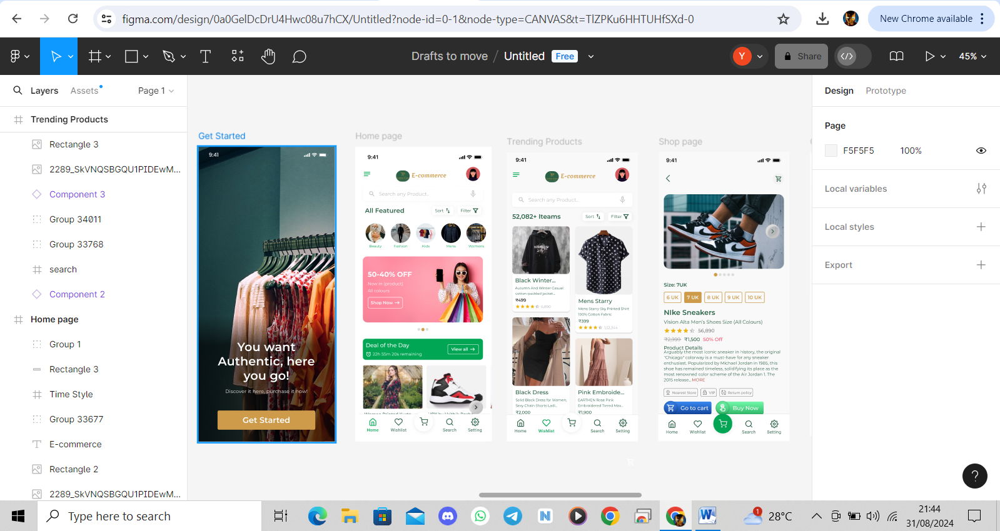 figma.com/design/0a0GelDcDrU4Hwc08u7hCX/Untitled?node-id=0-1&node-type=CANVAS&t=TlZPKu6HHTUHfSXd-0
New Chrome available
Drafts to move / Untitled Free
Y
Share
45%
Layers
Assets
Page 1
Trending Products
Rectangle 3
2289_SkVNQSBGQU1PIDEwM...
Component 3
Group 34011
Group 33768
search
Component 2
Home page
Group 1
Rectangle 3
Time Style
Group 33677
E-commerce
Rectangle 2
2289_SkVNQSBGQU1PIDEwM...
Get Started
9:41
You want
Authentic, here
you go!
Discover it here, purchase it now!
Get Started
Home page
9:41
E-commerce
Search any Product..
All Featured
Sort
Filter
Beauty
Fashion
Kids
Mens
Womens
50-40% OFF
Now in (product)
All colours
Shop Now →
Deal of the Day
22h 55m 20s remaining
View all →
Home
Wishlist
Search
Setting
Trending Products
9:41
E-commerce
Search any Product..
52,082+ Iteams
Sort
Filter
Black Winter...
Autumn And Winter Casual
cotton-padded jacket...
₹499
6,890
Mens Starry
Mens Starry Sky Printed Shirt
100% Cotton Fabric
₹399
1,52,344
Black Dress
Solid Black Dress for Women,
Sexy Chain Shorts Ladi...
₹2,000
Pink Embroide...
EARTHEN Rose Pink
Embroidered Tiered Max...
₹1,900
Home
Wishlist
Search
Setting
Shop page
9:41
Size: 7UK
6 UK
7 UK
8 UK
9 UK
10 UK
NIke Sneakers
Vision Alta Men's Shoes Size (All Colours)
56,890
₹2,999 ₹1,500 50% Off
Product Details
Arguably the most iconic sneaker in history, the original
"Chicago" colorway is a must-have for any sneaker
enthusiast. Popularized by Michael Jordan in 1985, this
shoe has remained timeless, solidifying its place as the
most renowned color scheme of the Air Jordan 1. The
2015 release... MORE
Nearest Store
VIP
Return policy
Go to cart
Buy Now
Home
Wishlist
Search
Setting
Design
Prototype
Page
F5F5F5
100%
Local variables
Local styles
Export
?
Type here to search
1
28°C
21:44
31/08/2024